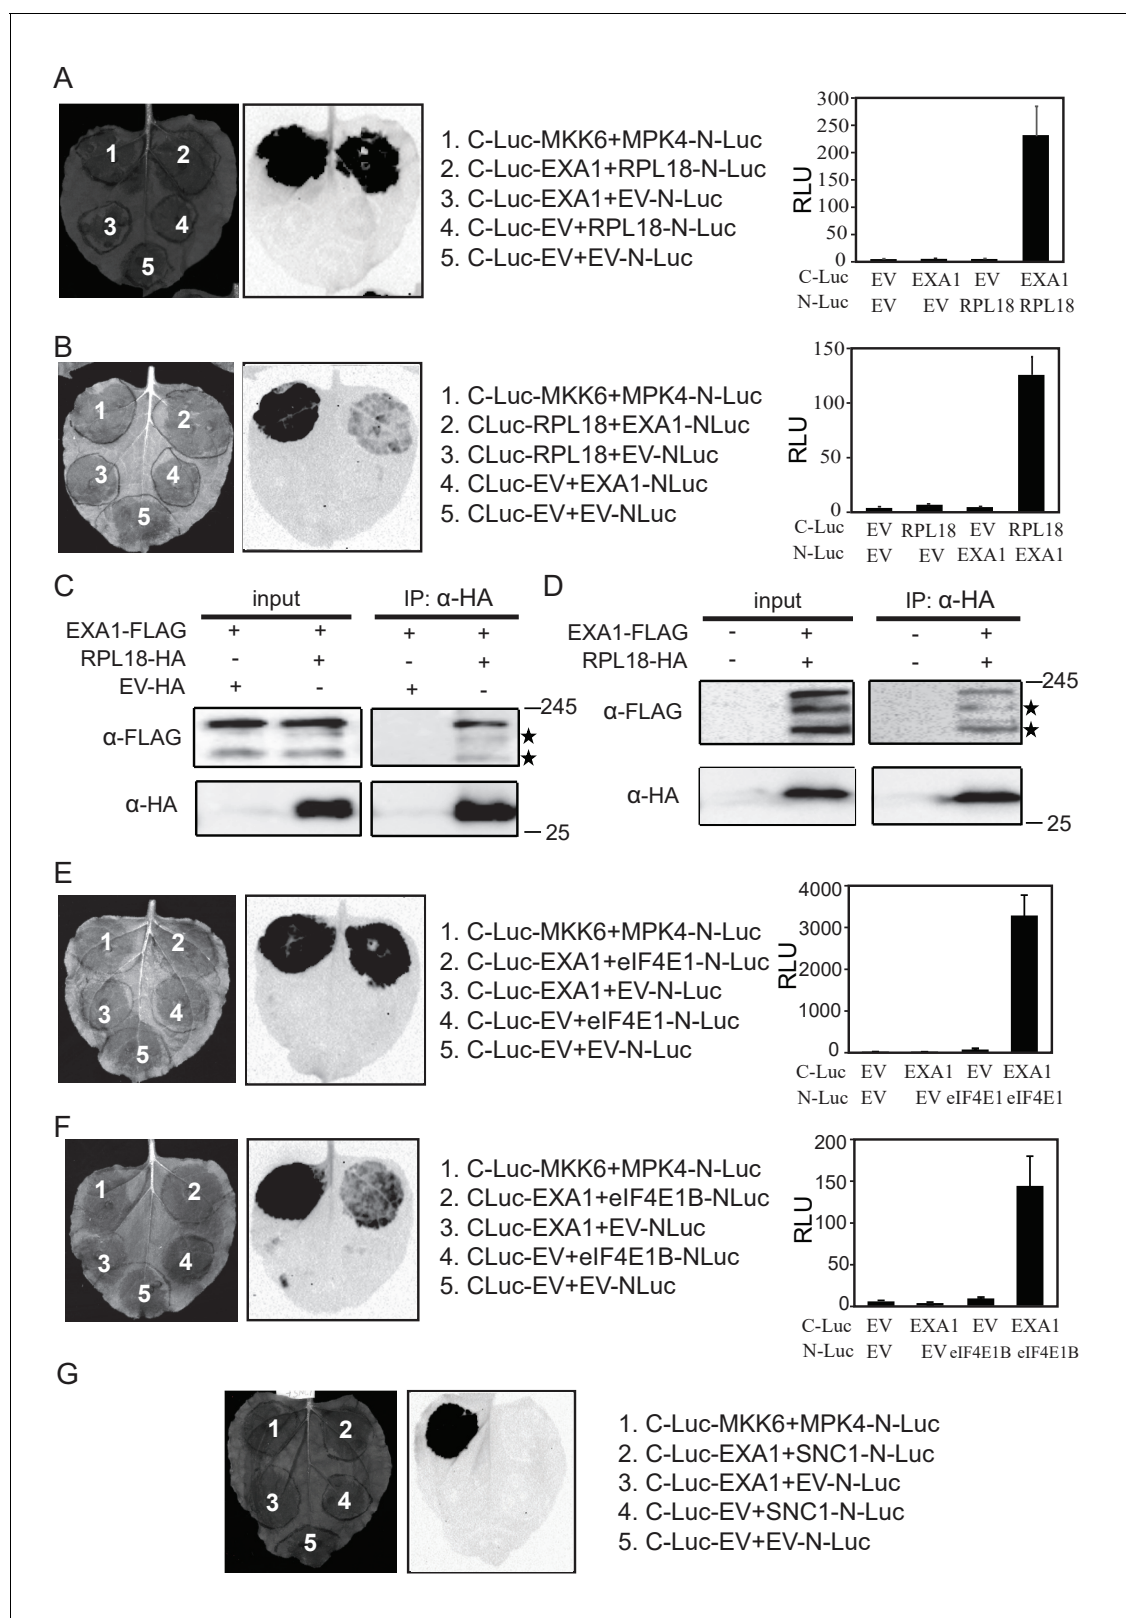 A
1
2
3
4
5
1. C-Luc-MKK6+MPK4-N-Luc
2. C-Luc-EXA1+RPL18-N-Luc
3. C-Luc-EXA1+EV-N-Luc
4. C-Luc-EV+RPL18-N-Luc
5. C-Luc-EV+EV-N-Luc
RLU
300
250
200
150
100
50
0
C-Luc EV EXA1 EV EXA1
N-Luc EV EV RPL18 RPL18
B
1
2
3
4
5
1. C-Luc-MKK6+MPK4-N-Luc
2. CLuc-RPL18+EXA1-NLuc
3. CLuc-RPL18+EV-NLuc
4. CLuc-EV+EXA1-NLuc
5. CLuc-EV+EV-NLuc
RLU
150
100
50
0
C-Luc EV RPL18 EV RPL18
N-Luc EV EV EXA1 EXA1
C
input IP: α-HA
EXA1-FLAG + + + +
RPL18-HA - + - +
EV-HA + - + -
α-FLAG
245
★
★
α-HA
25
D
input IP: α-HA
EXA1-FLAG - + - +
RPL18-HA - + - +
α-FLAG
245
★
★
α-HA
25
E
1
2
3
4
5
1. C-Luc-MKK6+MPK4-N-Luc
2. C-Luc-EXA1+eIF4E1-N-Luc
3. C-Luc-EXA1+EV-N-Luc
4. C-Luc-EV+eIF4E1-N-Luc
5. C-Luc-EV+EV-N-Luc
RLU
4000
3000
2000
1000
0
C-Luc EV EXA1 EV EXA1
N-Luc EV EV eIF4E1 eIF4E1
F
1
2
3
4
5
1. C-Luc-MKK6+MPK4-N-Luc
2. CLuc-EXA1+eIF4E1B-NLuc
3. CLuc-EXA1+EV-NLuc
4. CLuc-EV+eIF4E1B-NLuc
5. CLuc-EV+EV-NLuc
RLU
200
150
100
50
0
C-Luc EV EXA1 EV EXA1
N-Luc EV EV eIF4E1B eIF4E1B
G
1
2
3
4
5
1. C-Luc-MKK6+MPK4-N-Luc
2. C-Luc-EXA1+SNC1-N-Luc
3. C-Luc-EXA1+EV-N-Luc
4. C-Luc-EV+SNC1-N-Luc
5. C-Luc-EV+EV-N-Luc